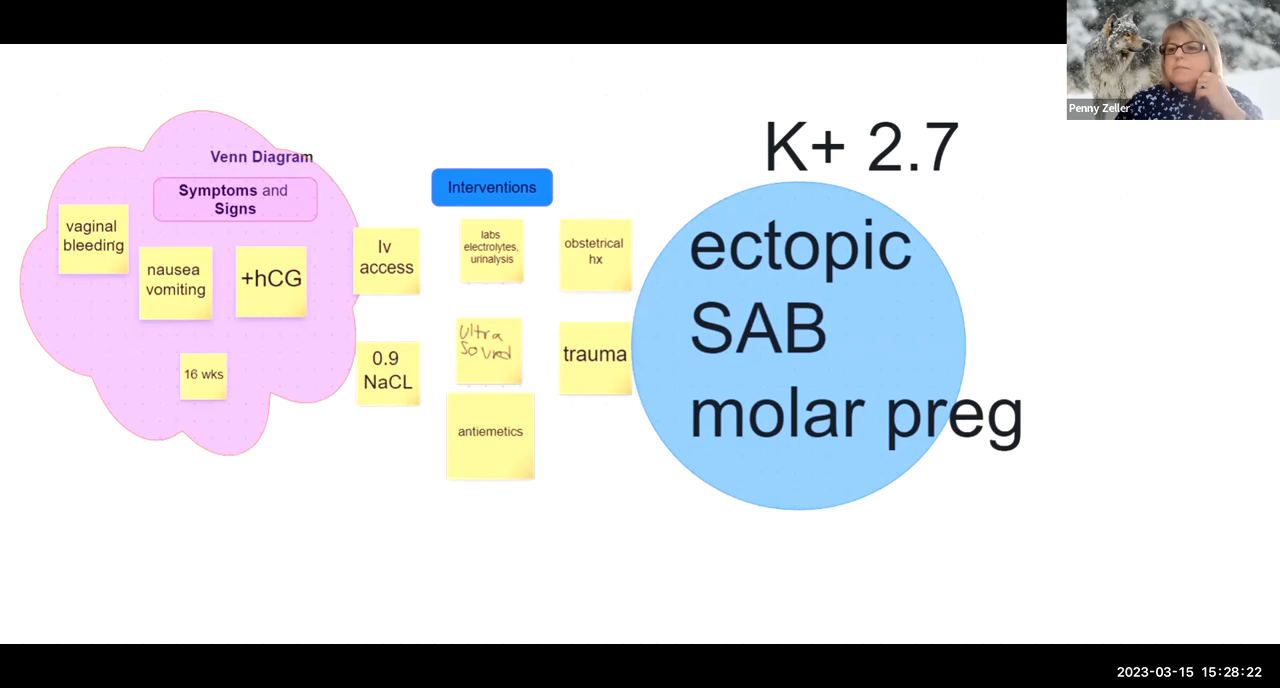 Penny Zeller
K+ 2.7
Venn Diagram
Symptoms and
Signs
Interventions
vaginal
bleeding
nausea
vomiting
+hCG
16 wks
Iv
access
labs
electrolytes,
urinalysis
obstetrical
hx
0.9
NaCL
Ultra
Sound
trauma
antiemetics
ectopic
SAB
molar preg
2023-03-15 15:28:22